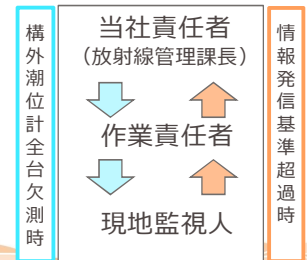 構外潮位計全台欠測時
当社責任者
(放射線管理課長)
作業責任者
現地監視人
情報発信基準超過時